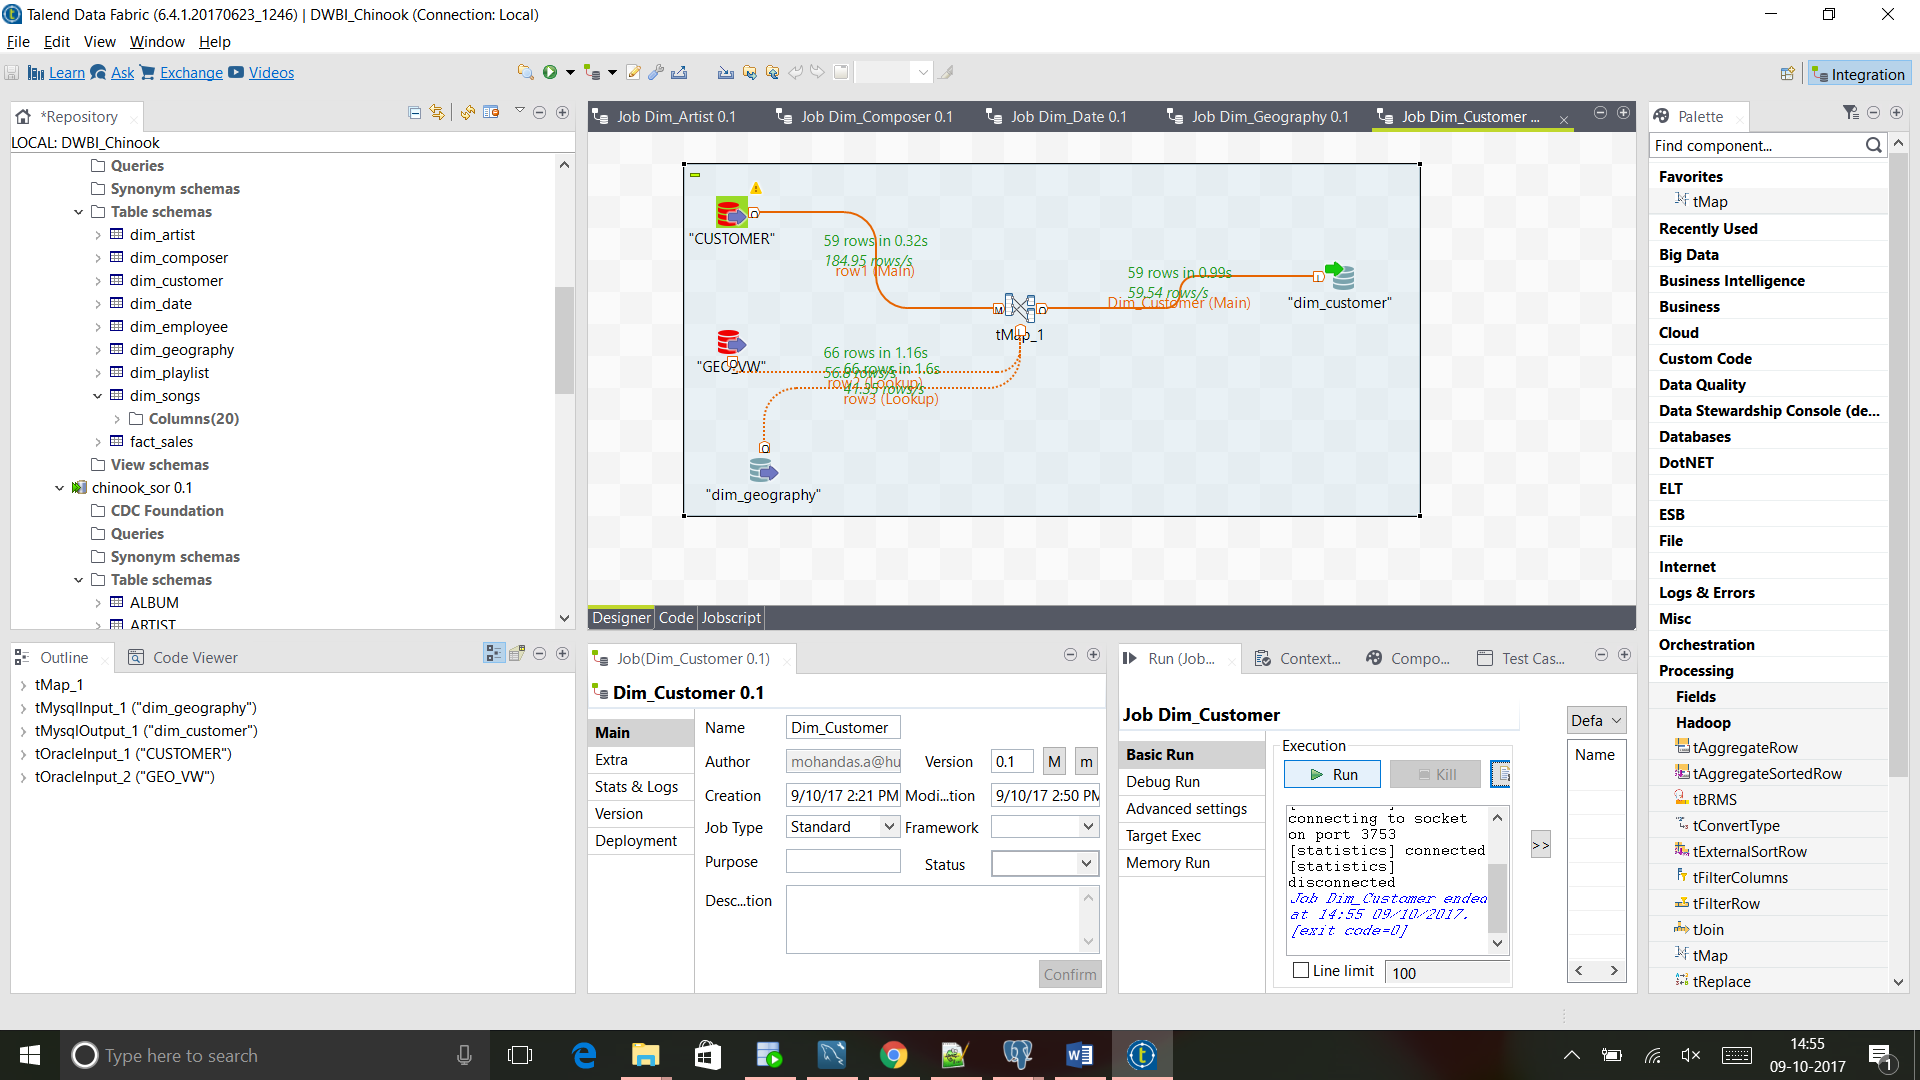 Talend Data Fabric (6.4.1.20170623_1246) | DWBI_Chinook (Connection: Local)
File Edit View Window Help
Learn Ask Exchange Videos
Integration
*Repository
LOCAL: DWBI_Chinook
Queries
Synonym schemas
Table schemas
dim_artist
dim_composer
dim_customer
dim_date
dim_employee
dim_geography
dim_playlist
dim_songs
Columns(20)
fact_sales
View schemas
chinook_sor 0.1
CDC Foundation
Queries
Synonym schemas
Table schemas
ALBUM
ARTIST
Job Dim_Artist 0.1 Job Dim_Composer 0.1 Job Dim_Date 0.1 Job Dim_Geography 0.1 Job Dim_Customer ...
"CUSTOMER"
59 rows in 0.32s
184.95 rows/s
row1 (Main)
59 rows in 0.99s
59.54 rows/s
Dim_Customer (Main)
"dim_customer"
tMap_1
"GEO_VW"
66 rows in 1.16s
66 rows in 1.6s
41.35 rows/s
row2 (Lookup)
row3 (Lookup)
"dim_geography"
Designer Code Jobscript
Palette
Find component...
Favorites
tMap
Recently Used
Big Data
Business Intelligence
Business
Cloud
Custom Code
Data Quality
Data Stewardship Console (de...
Databases
DotNET
ELT
ESB
File
Internet
Logs & Errors
Misc
Orchestration
Processing
Fields
Hadoop
tAggregateRow
tAggregateSortedRow
tBRMS
tConvertType
tExternalSortRow
tFilterColumns
tFilterRow
tJoin
tMap
tReplace
Outline Code Viewer
tMap_1
tMysqlInput_1 ("dim_geography")
tMysqlOutput_1 ("dim_customer")
tOracleInput_1 ("CUSTOMER")
tOracleInput_2 ("GEO_VW")
Job(Dim_Customer 0.1)
Dim_Customer 0.1
Main
Extra
Stats & Logs
Version
Deployment
Name Dim_Customer
Author mohandas.a@hu Version 0.1 M m
Creation 9/10/17 2:21 PM Modi...tion 9/10/17 2:50 PM
Job Type Standard Framework
Purpose Status
Desc...tion
Confirm
Run (Job... Context... Compo... Test Cas...
Job Dim_Customer
Defa
Basic Run
Debug Run
Advanced settings
Target Exec
Memory Run
Execution
Run Kill
Name
connecting to socket
on port 3753
[statistics] connected
[statistics]
disconnected
Job Dim_Customer ended
at 14:55 09/10/2017.
[exit code=0]
>>
Line limit 100
Type here to search
14:55
09-10-2017
1